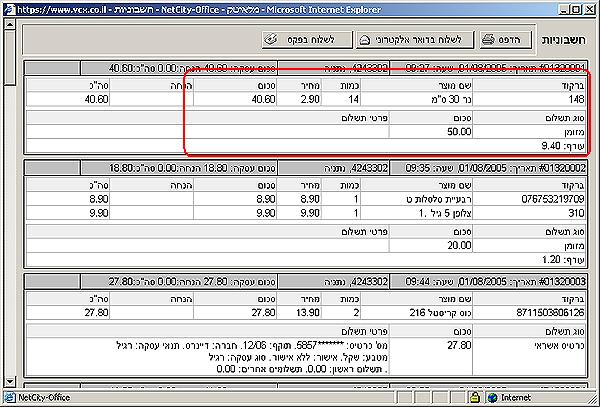 https://www.vcx.co.il - NetCity-Office - מלאיטק - חשבוניות - Microsoft Internet Explorer
חשבוניות הדפס לשלוח בדואר אלקטרוני לשלוח בפקס
#01320001 תאריך: 01/08/2005, שעה: 09:27 4243302, נתניה סכום עסקה: 40.60 הנחה: 0.00 סה"כ: 40.60
ברקוד שם מוצר כמות מחיר סכום הנחה סה"כ
148 נר 30 ס"מ 14 2.90 40.60 40.60
סוג תשלום סכום פרטי תשלום
מזומן 50.00
עודף: 9.40
#01320002 תאריך: 01/08/2005, שעה: 09:35 4243302, נתניה סכום עסקה: 18.80 הנחה: 0.00 סה"כ: 18.80
ברקוד שם מוצר כמות מחיר סכום הנחה סה"כ
076753219709 רבעיית סלסלות ט 1 8.90 8.90 8.90
310 צלופן 5 גיל .1 1 9.90 9.90 9.90
סוג תשלום סכום פרטי תשלום
מזומן 20.00
עודף: 1.20
#01320003 תאריך: 01/08/2005, שעה: 09:44 4243302, נתניה סכום עסקה: 27.80 הנחה: 0.00 סה"כ: 27.80
ברקוד שם מוצר כמות מחיר סכום הנחה סה"כ
8711503606126 כוס קריסטל 216 2 13.90 27.80 27.80
סוג תשלום סכום פרטי תשלום
כרטיס אשראי 27.80 מס' כרטיס: *******5857. תוקף: 12/06. חברה: דיינרס. תנאי עסקה: רגיל
מטבע: שקל. אישור: ללא אישור. סוג עסקה: רגיל
. תשלום ראשון: 0.00. תשלומים אחרים: 0.00
NetCity-Office Internet